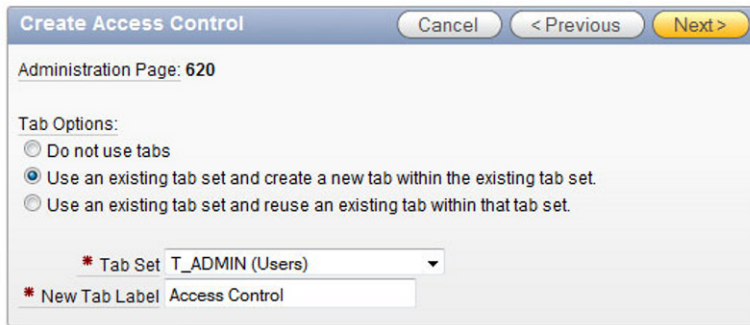 Create Access Control Cancel < Previous Next >
Administration Page: 620
Tab Options:
Do not use tabs
Use an existing tab set and create a new tab within the existing tab set.
Use an existing tab set and reuse an existing tab within that tab set.
* Tab Set T_ADMIN (Users)
* New Tab Label Access Control